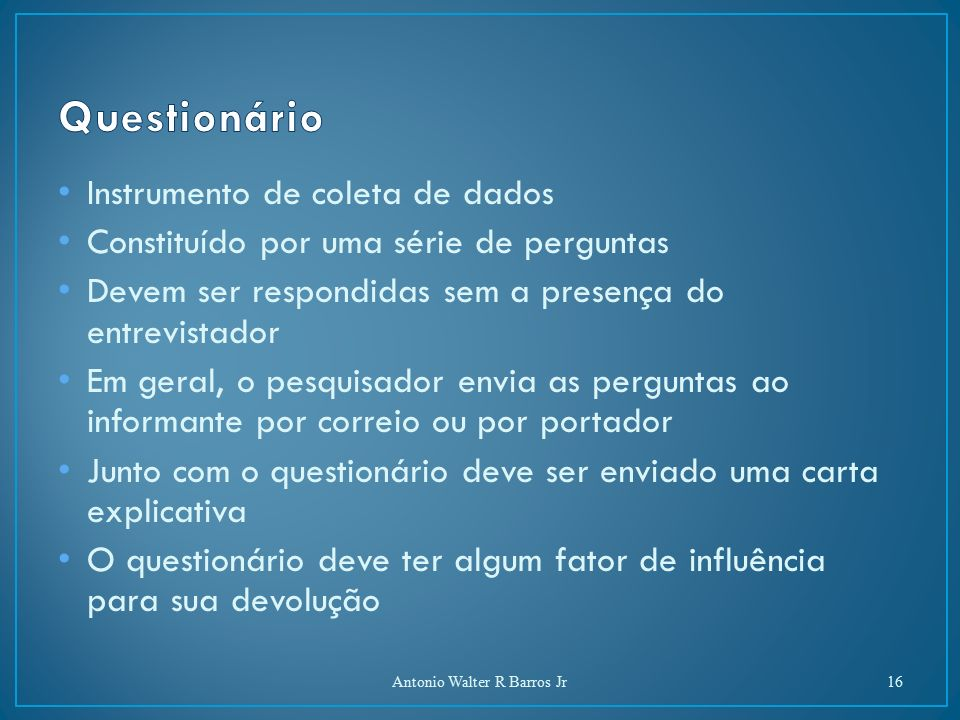 Questionário
• Instrumento de coleta de dados
• Constituído por uma série de perguntas
• Devem ser respondidas sem a presença do
entrevistador
• Em geral, o pesquisador envia as perguntas ao
informante por correio ou por portador
• Junto com o questionário deve ser enviado uma carta
explicativa
• O questionário deve ter algum fator de influência
para sua devolução
Antonio Walter R Barros Jr 16